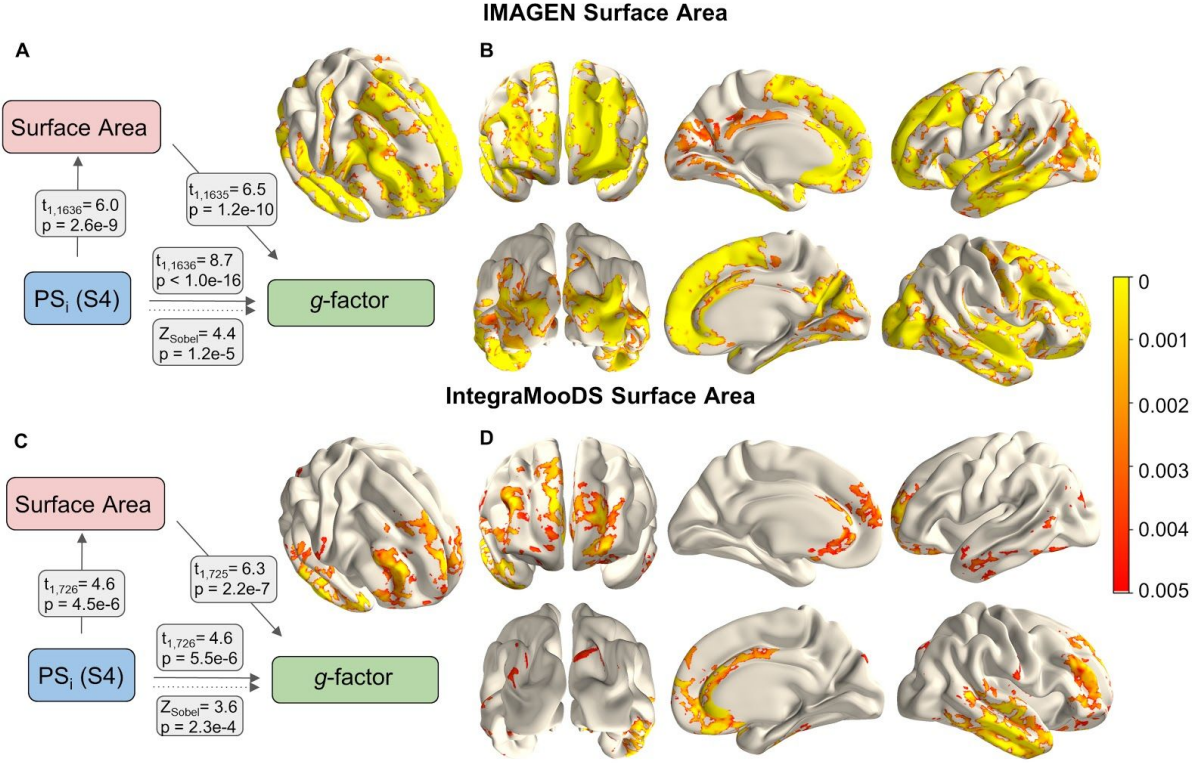 IMAGEN Surface Area
A
B
Surface Area
t1,1636= 6.0
p = 2.6e-9
t1,1635= 6.5
p = 1.2e-10
t1,1636= 8.7
p < 1.0e-16
PSi (S4)
g-factor
ZSobel= 4.4
p = 1.2e-5
0
0.001
0.002
0.003
0.004
0.005
IntegraMooDS Surface Area
C
D
Surface Area
t1,726= 4.6
p = 4.5e-6
t1,725= 6.3
p = 2.2e-7
t1,726= 4.6
p = 5.5e-6
PSi (S4)
g-factor
ZSobel= 3.6
p = 2.3e-4